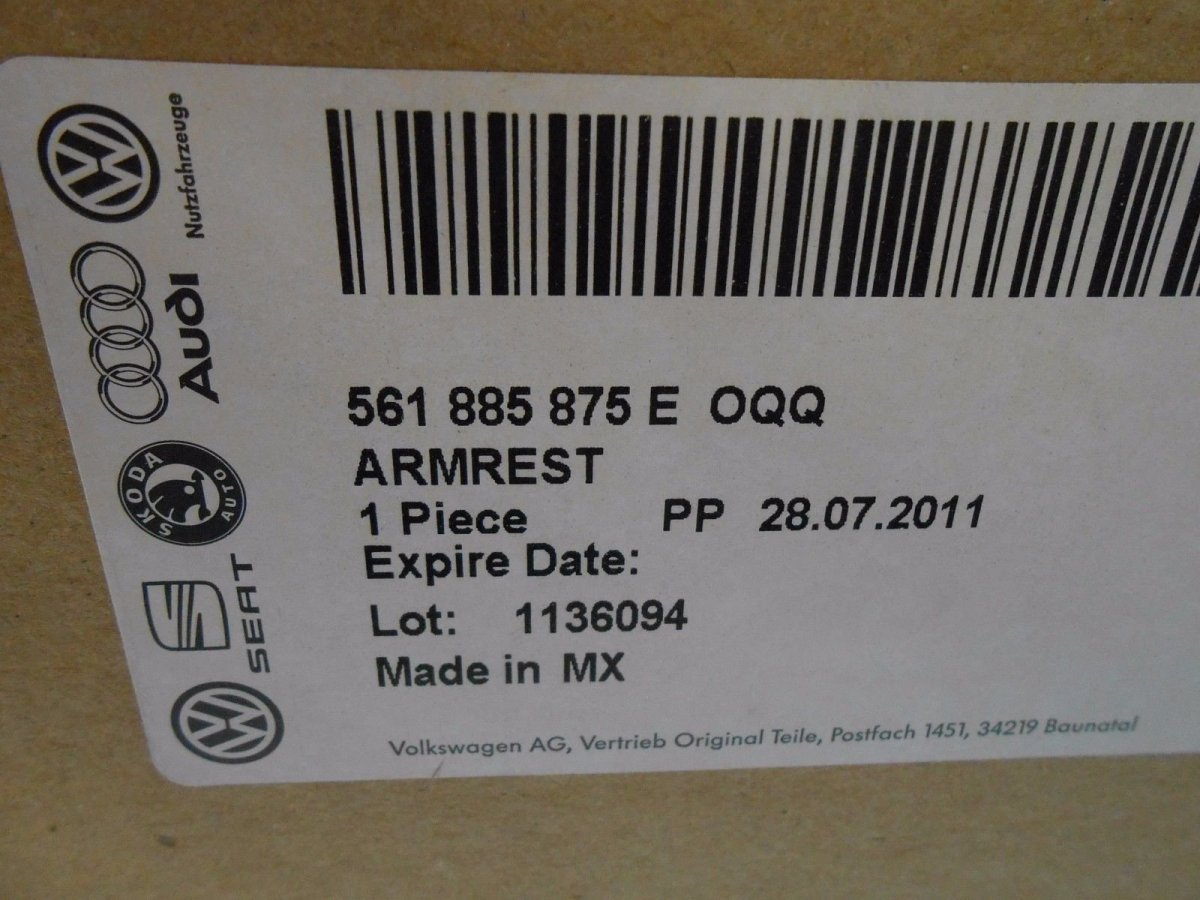 561 885 875 E OQQ
ARMREST
1 Piece PP 28.07.2011
Expire Date:
Lot: 1136094
Made in MX
Volkswagen AG, Vertrieb Original Teile, Postfach 1451, 34219 Baunatal
Nutzfahrzeuge
Audi
SKODA
AUTO
SEAT